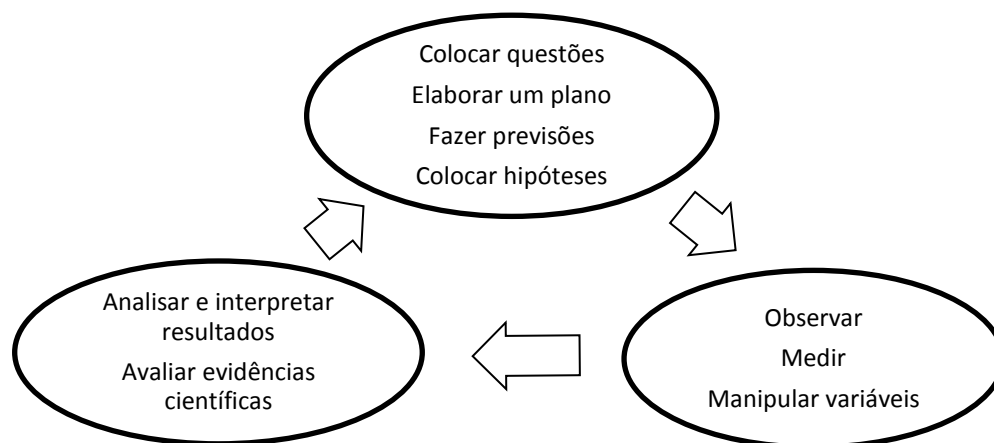 Colocar questões
Elaborar um plano
Fazer previsões
Colocar hipóteses
Analisar e interpretar
resultados
Avaliar evidências
científicas
Observar
Medir
Manipular variáveis